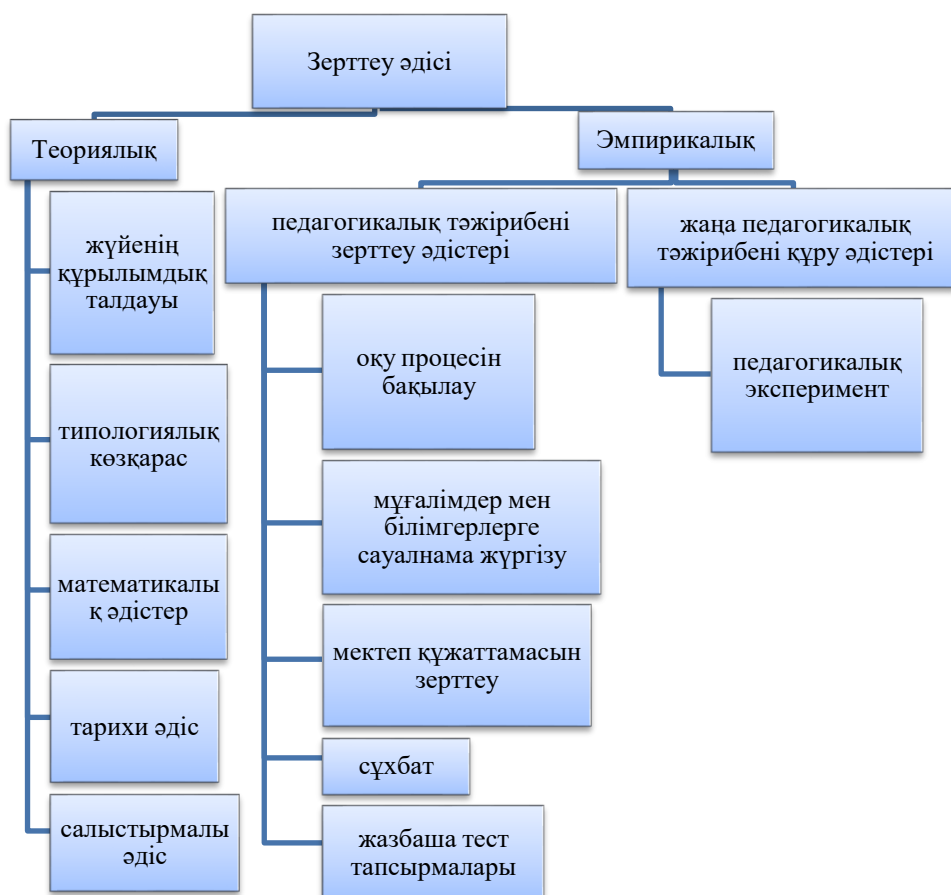 Зерттеу әдісі
Теориялық
жүйенің
құрылымдық
талдауы
типологиялық
көзқарас
математикалы
қ әдістер
тарихи әдіс
салыстырмалы
әдіс
Эмпирикалық
педагогикалық тәжірибені
зерттеу әдістері
оқу процесін
бақылау
мұғалімдер мен
білімгерлерге
сауалнама жүргізу
мектеп құжаттамасын
зерттеу
сұхбат
жазбаша тест
тапсырмалары
жаңа педагогикалық
тәжірибені құру әдістері
педагогикалық
эксперимент